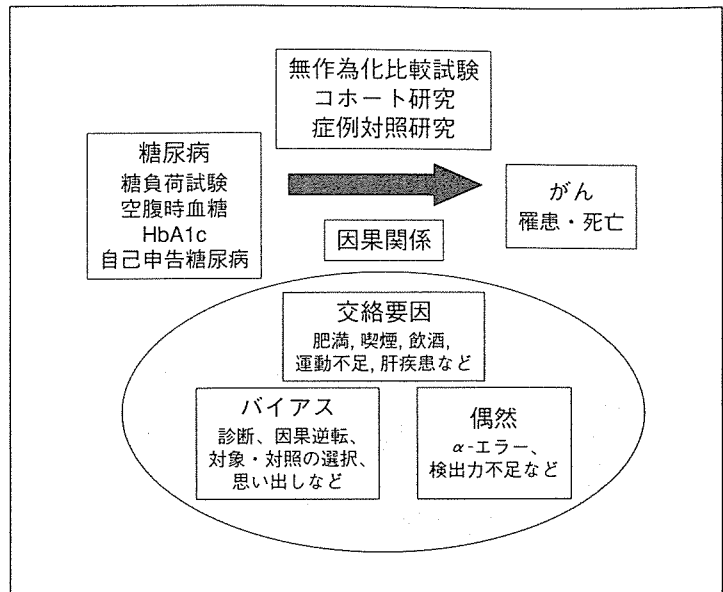 無作為化比較試験
コホート研究
症例対照研究
糖尿病
糖負荷試験
空腹時血糖
HbA1c
自己申告糖尿病
がん
罹患・死亡
因果関係
交絡要因
肥満, 喫煙, 飲酒,
運動不足, 肝疾患など
バイアス
診断、因果逆転、
対象・対照の選択、
思い出しなど
偶然
α-エラー、
検出力不足など